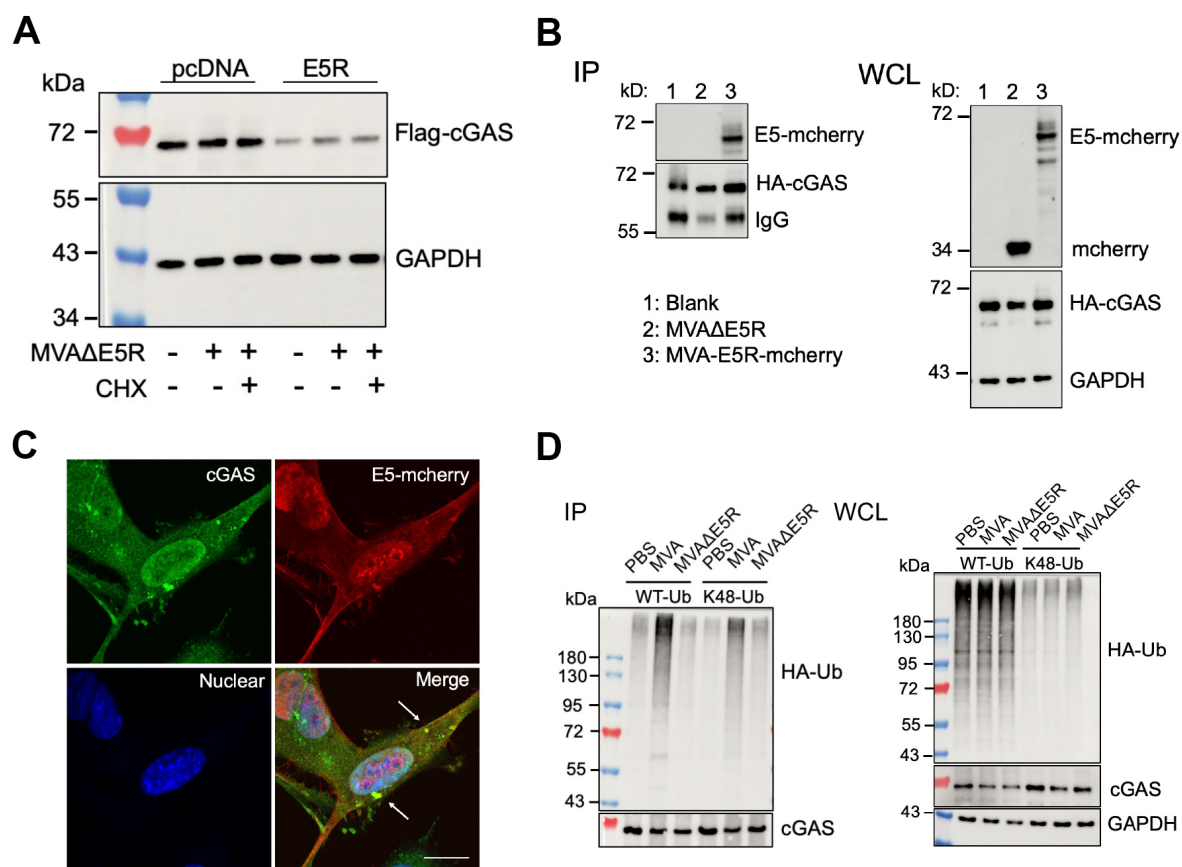 A
pcDNA E5R
kDa
72
Flag-cGAS
55
43
34
GAPDH
MVAΔE5R - + + - + +
CHX - - + - - +
B
IP
kD: 1 2 3
72
E5-mcherry
72
HA-cGAS
IgG
55
1: Blank
2: MVAΔE5R
3: MVA-E5R-mcherry
WCL
kD: 1 2 3
72
E5-mcherry
34
mcherry
72
HA-cGAS
43
GAPDH
C
cGAS
E5-mcherry
Nuclear
Merge
D
IP
PBS MVA MVAΔE5R PBS MVA MVAΔE5R
WT-Ub K48-Ub
kDa
180
130
95
72
55
43
HA-Ub
cGAS
WCL
PBS MVA MVAΔE5R PBS MVA MVAΔE5R
WT-Ub K48-Ub
kDa
180
130
95
72
55
43
HA-Ub
cGAS
43
GAPDH